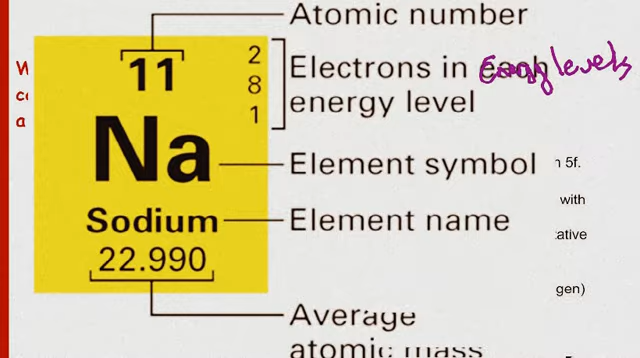 Atomic number
11
2
8
1
Electrons in each
energy level
Energy levels
Na
Element symbol
n 5f.
with
Sodium
Element name
ative
22.990
gen)
Average
atomic mass